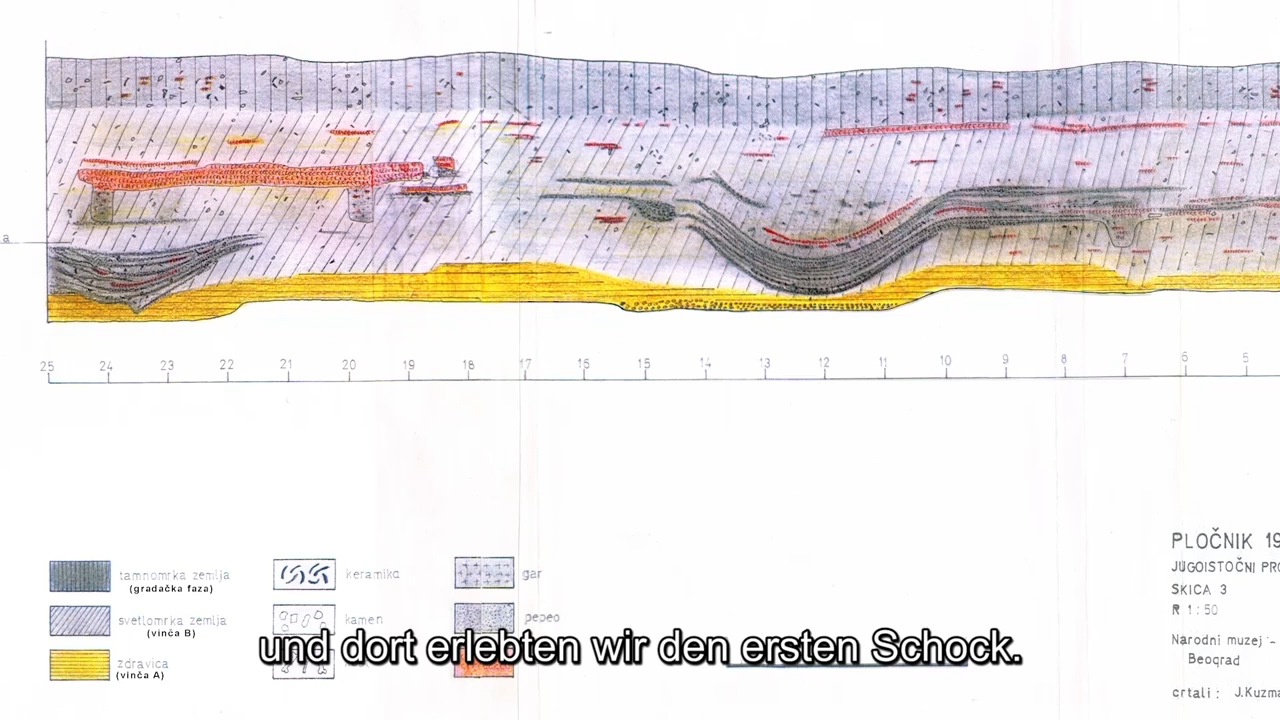 a
25 24 23 22 21 20 19 18 17 16 15 14 13 12 11 10 9 8 7 6 5
tamnomrka zemlja
(gradačka faza)
svetlomrka zemlja
(vinča B)
zdravica
(vinča A)
keramika
kamen
gar
pepeo
PLOČNIK 19
JUGOISTOČNI PRO
SKICA 3
R 1:50
Narodni muzej -
Beograd
crtali: J.Kuzma
und dort erlebten wir den ersten Schock.